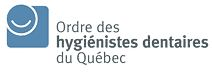 Ordre des
hygiénistes dentaires
du Québec